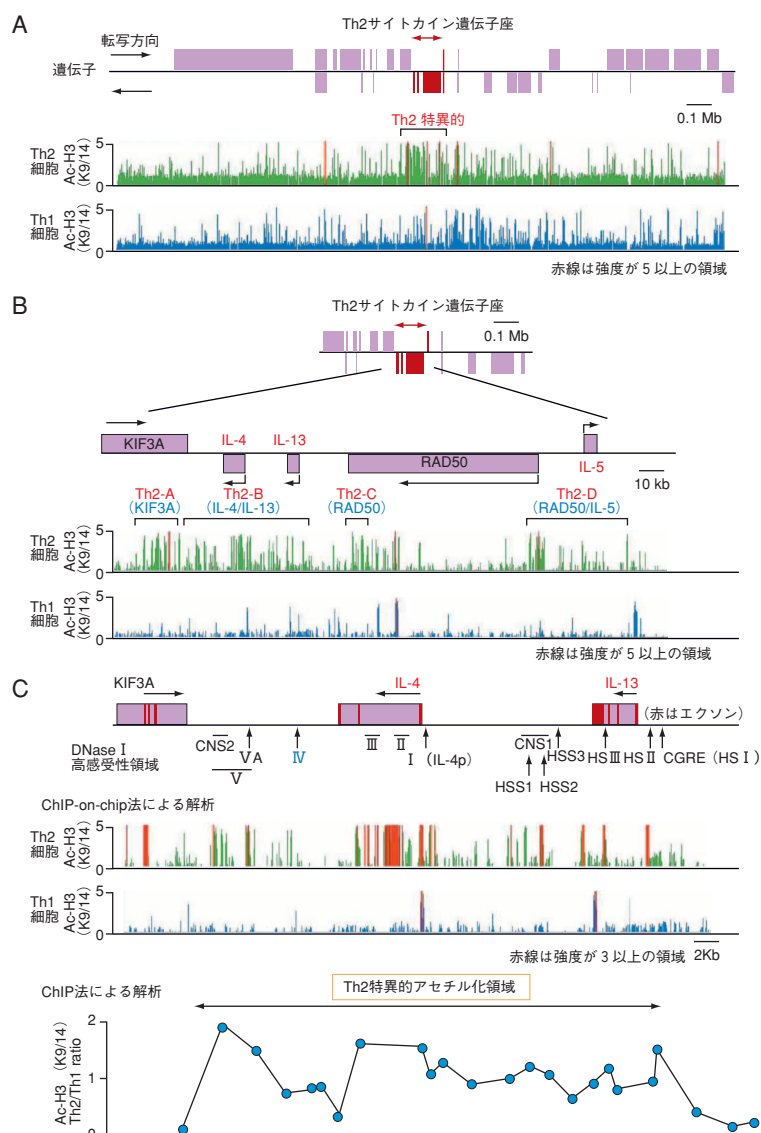 A
Th2サイトカイン遺伝子座
転写方向
遺伝子
0.1 Mb
Th2 特異的
Th2
細胞
Ac-H3
(K9/14)
5
0
Th1
細胞
Ac-H3
(K9/14)
5
0
赤線は強度が 5 以上の領域
B
Th2サイトカイン遺伝子座
0.1 Mb
KIF3A
IL-4
IL-13
RAD50
IL-5
10 kb
Th2-A
(KIF3A)
Th2-B
(IL-4/IL-13)
Th2-C
(RAD50)
Th2-D
(RAD50/IL-5)
Th2
細胞
Ac-H3
(K9/14)
5
0
Th1
細胞
Ac-H3
(K9/14)
5
0
赤線は強度が 5 以上の領域
C
KIF3A
IL-4
IL-13
(赤はエクソン)
DNase Ⅰ
高感受性領域
CNS2
Ⅴ A
Ⅴ
Ⅳ
Ⅲ
Ⅱ
Ⅰ (IL-4p)
CNS1
HSS1
HSS2
HSS3
HSⅢ
HSⅡ
CGRE (HSⅠ)
ChIP-on-chip法による解析
Th2
細胞
Ac-H3
(K9/14)
5
0
Th1
細胞
Ac-H3
(K9/14)
5
0
赤線は強度が 3 以上の領域
2Kb
ChIP法による解析
Th2特異的アセチル化領域
Ac-H3 (K9/14)
Th2/Th1 ratio
2
1
0